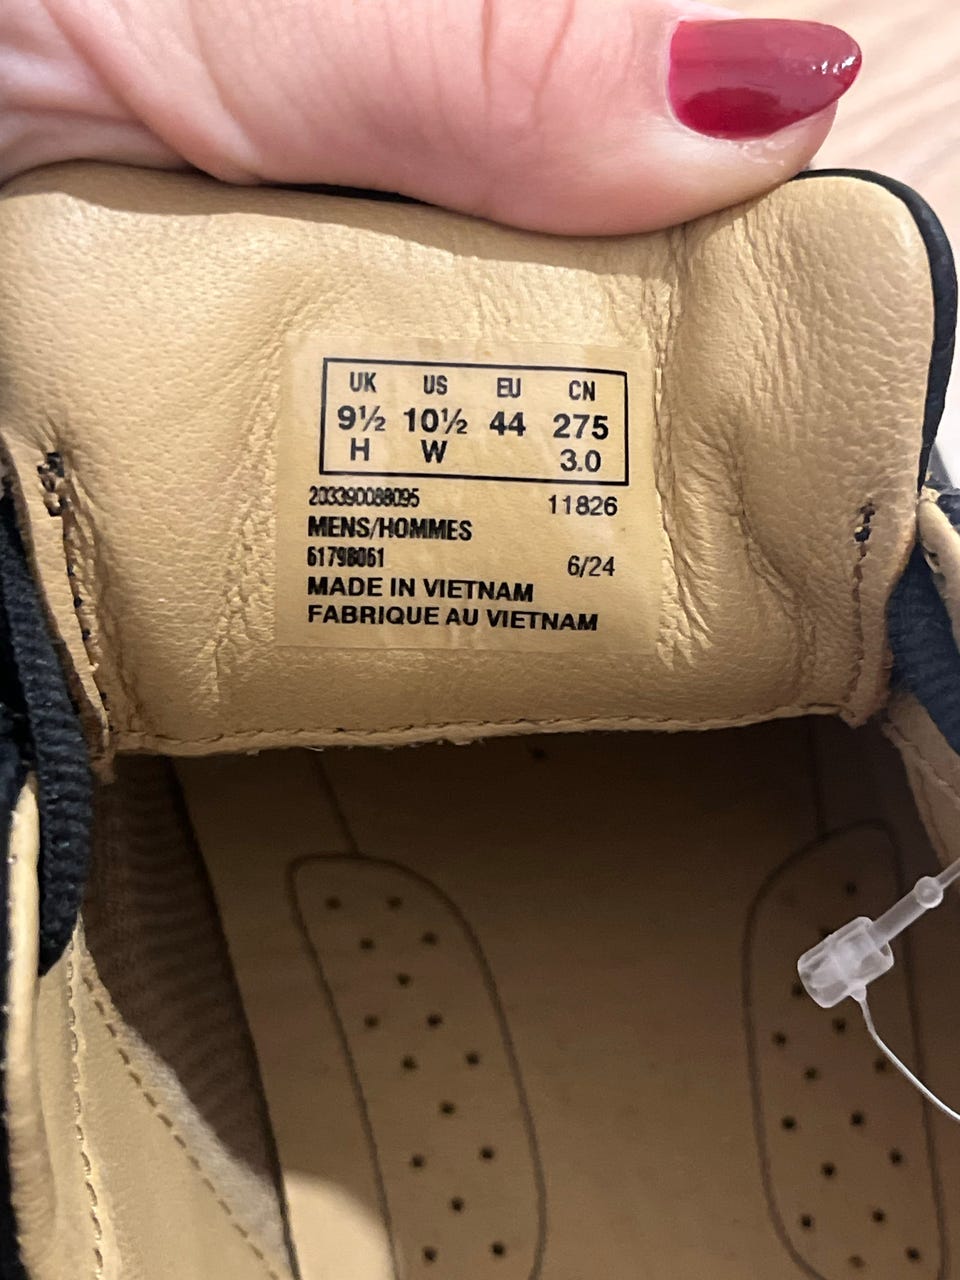 UK US EU CN
9½ 10½ 44 275
H W 3.0
203390088095 11826
MENS/HOMMES
61798061 6/24
MADE IN VIETNAM
FABRIQUE AU VIETNAM